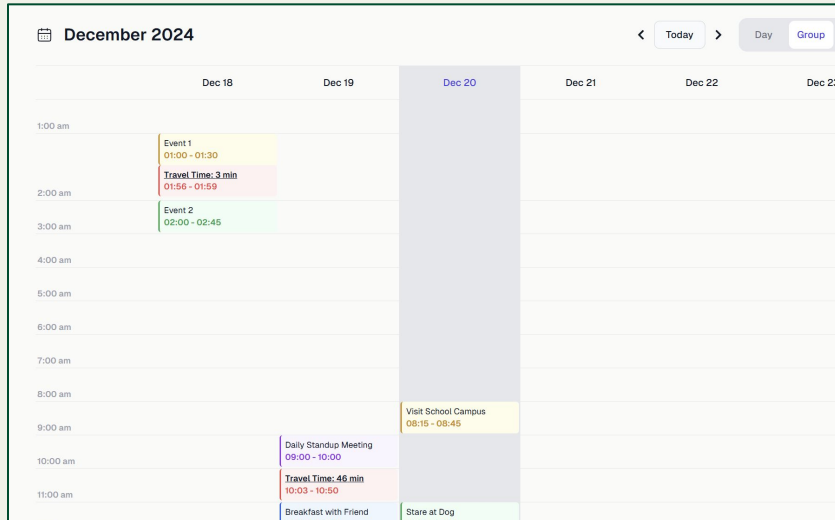 December 2024
Today
Day
Group
Dec 18
Dec 19
Dec 20
Dec 21
Dec 22
Dec 23
1:00 am
Event 1
01:00 - 01:30
Travel Time: 3 min
01:56 - 01:59
2:00 am
Event 2
02:00 - 02:45
3:00 am
4:00 am
5:00 am
6:00 am
7:00 am
8:00 am
Visit School Campus
08:15 - 08:45
9:00 am
Daily Standup Meeting
09:00 - 10:00
10:00 am
Travel Time: 46 min
10:03 - 10:50
11:00 am
Breakfast with Friend
Stare at Dog